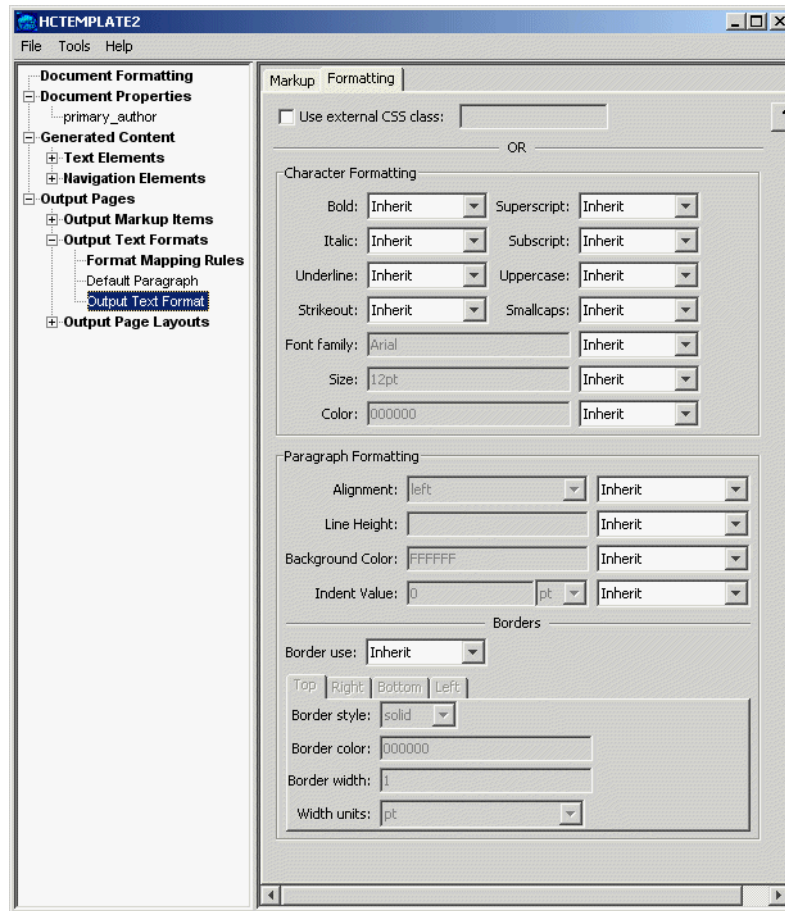 HCTEMPLATE2
File Tools Help
Document Formatting
Document Properties
primary_author
Generated Content
Text Elements
Navigation Elements
Output Pages
Output Markup Items
Output Text Formats
Format Mapping Rules
Default Paragraph
Output Text Format
Output Page Layouts
Markup Formatting
Use external CSS class:
OR
Character Formatting
Bold: Inherit Superscript: Inherit
Italic: Inherit Subscript: Inherit
Underline: Inherit Uppercase: Inherit
Strikeout: Inherit Smallcaps: Inherit
Font family: Arial Inherit
Size: 12pt Inherit
Color: 000000 Inherit
Paragraph Formatting
Alignment: left Inherit
Line Height: Inherit
Background Color: FFFFFF Inherit
Indent Value: 0 pt Inherit
Borders
Border use: Inherit
Top Right Bottom Left
Border style: solid
Border color: 000000
Border width: 1
Width units: pt